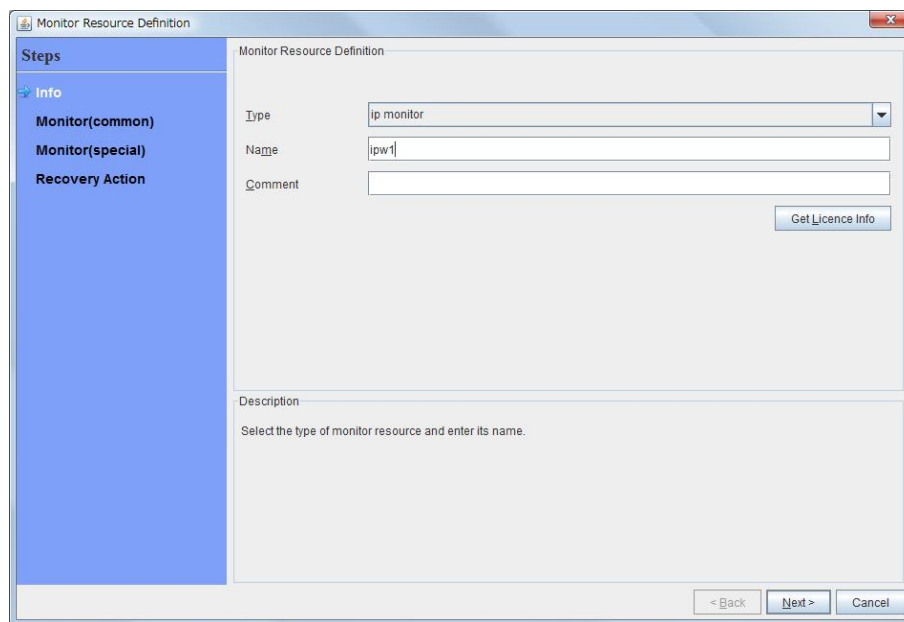 Monitor Resource Definition
Steps
Info
Monitor(common)
Monitor(special)
Recovery Action
Monitor Resource Definition
Type
ip monitor
Name
ipw1
Comment
Get Licence Info
Description
Select the type of monitor resource and enter its name.
< Back
Next >
Cancel